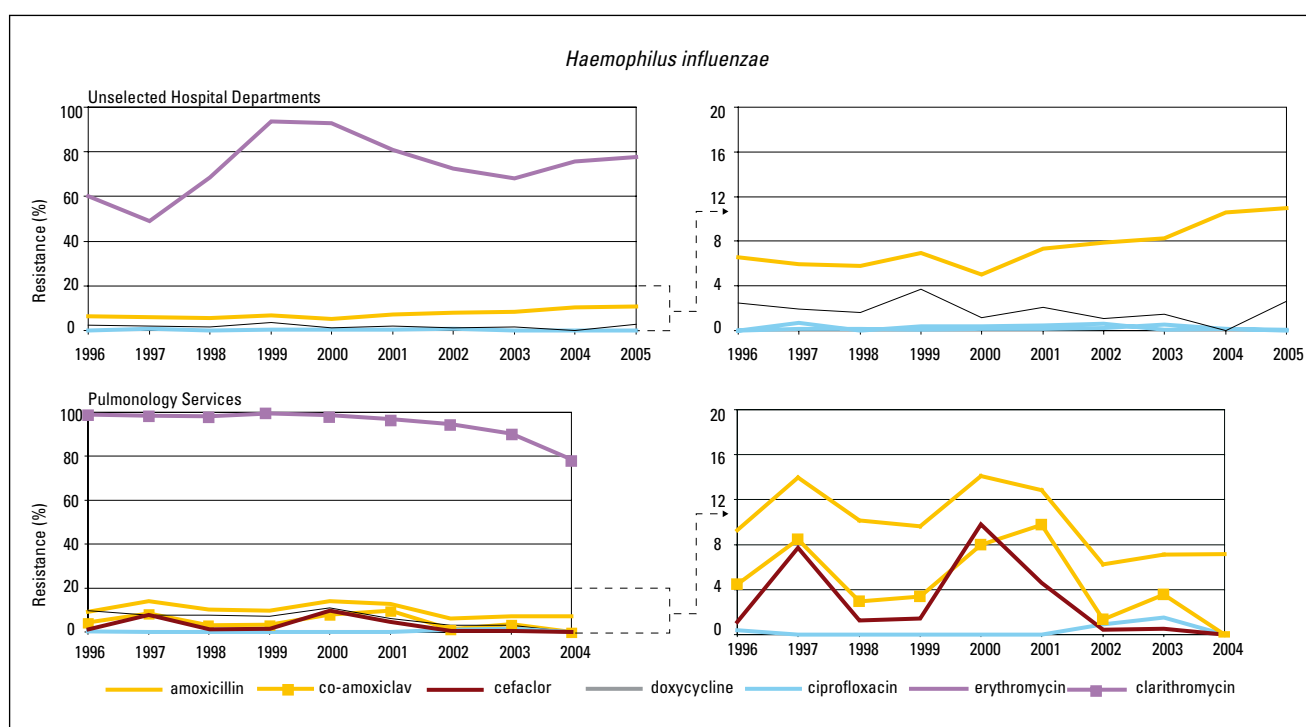 Haemophilus influenzae
Unselected Hospital Departments
Resistance (%)
100
80
60
40
20
0
1996 1997 1998 1999 2000 2001 2002 2003 2004 2005
20
16
12
8
4
0
1996 1997 1998 1999 2000 2001 2002 2003 2004 2005
Pulmonology Services
Resistance (%)
100
80
60
40
20
0
1996 1997 1998 1999 2000 2001 2002 2003 2004
20
16
12
8
4
0
1996 1997 1998 1999 2000 2001 2002 2003 2004
amoxicillin co-amoxiclav cefaclor doxycycline ciprofloxacin erythromycin clarithromycin